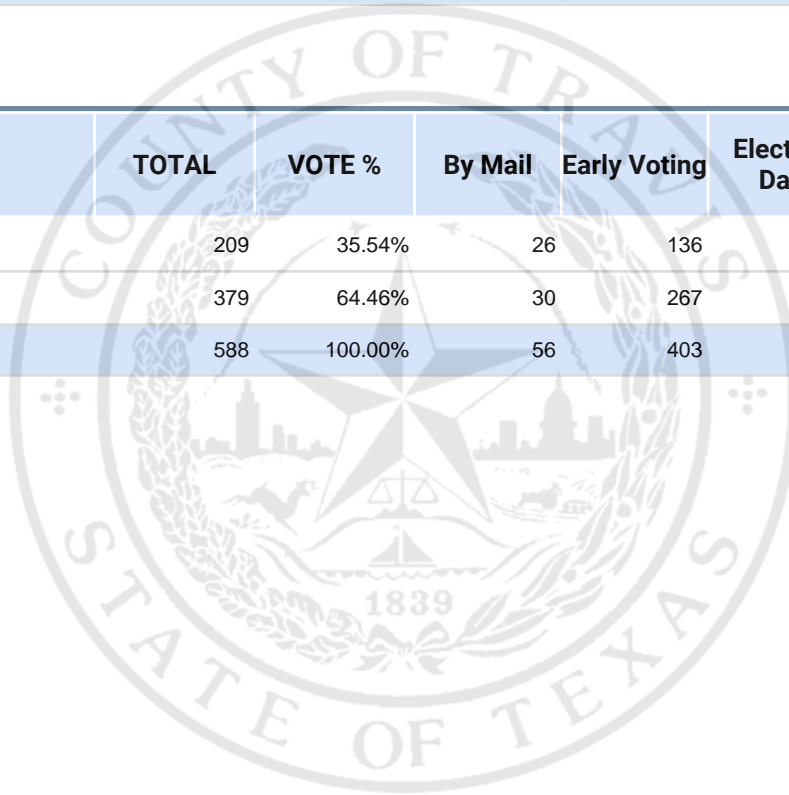 COUNTY OF TRAVIS
TOTAL VOTE % By Mail Early Voting
209 35.54% 26 136
379 64.46% 30 267
588 100.00% 56 403
1839
STATE OF TEXAS